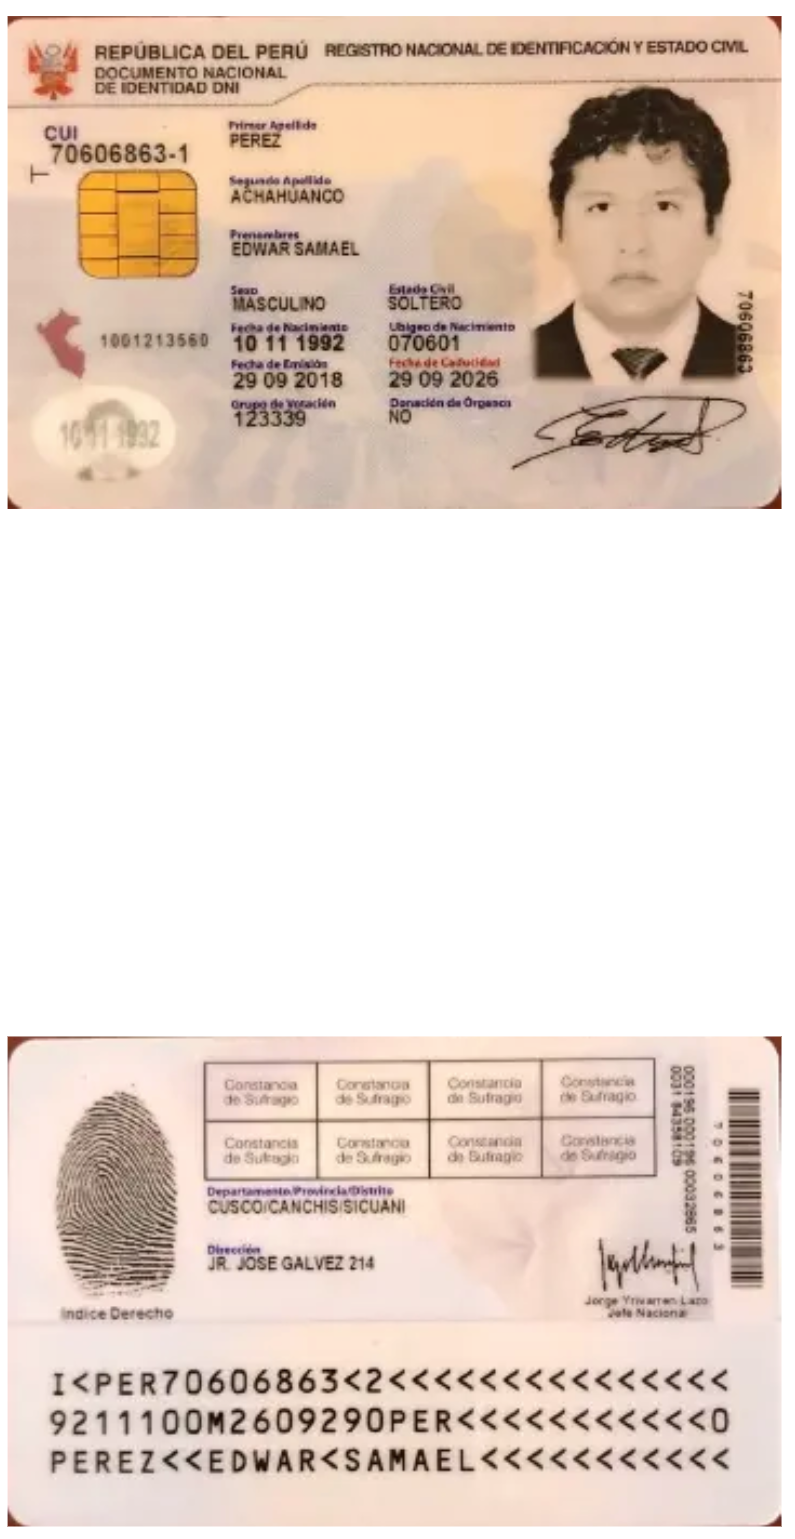 REPÚBLICA DEL PERÚ REGISTRO NACIONAL DE IDENTIFICACIÓN Y ESTADO CIVIL
DOCUMENTO NACIONAL
DE IDENTIDAD DNI
CUI
70606863-1
Primer Apellido
PEREZ
Segundo Apellido
ACHAHUANCO
Prenombres
EDWAR SAMAEL
Sexo Estado Civil
MASCULINO SOLTERO
Fecha de Nacimiento Ubigeo de Nacimiento
10 11 1992 070601
Fecha de Emisión Fecha de Caducidad
29 09 2018 29 09 2026
Grupo de Votación Donación de Órganos
123339 NO
1001213560
10 11 1992
70606863
Constancia de Sufragio Constancia de Sufragio Constancia de Sufragio Constancia de Sufragio
Constancia de Sufragio Constancia de Sufragio Constancia de Sufragio Constancia de Sufragio
Departamento/Provincia/Distrito
CUSCO/CANCHIS/SICUANI
Dirección
JR. JOSE GALVEZ 214
Indice Derecho
Jorge Yrivarren Lazo
Jefe Nacional
70606863
I<PER70606863<2<<<<<<<<<<<<<<<
9211100M2609290PER<<<<<<<<<<<0
PEREZ<<EDWAR<SAMAEL<<<<<<<<<<<